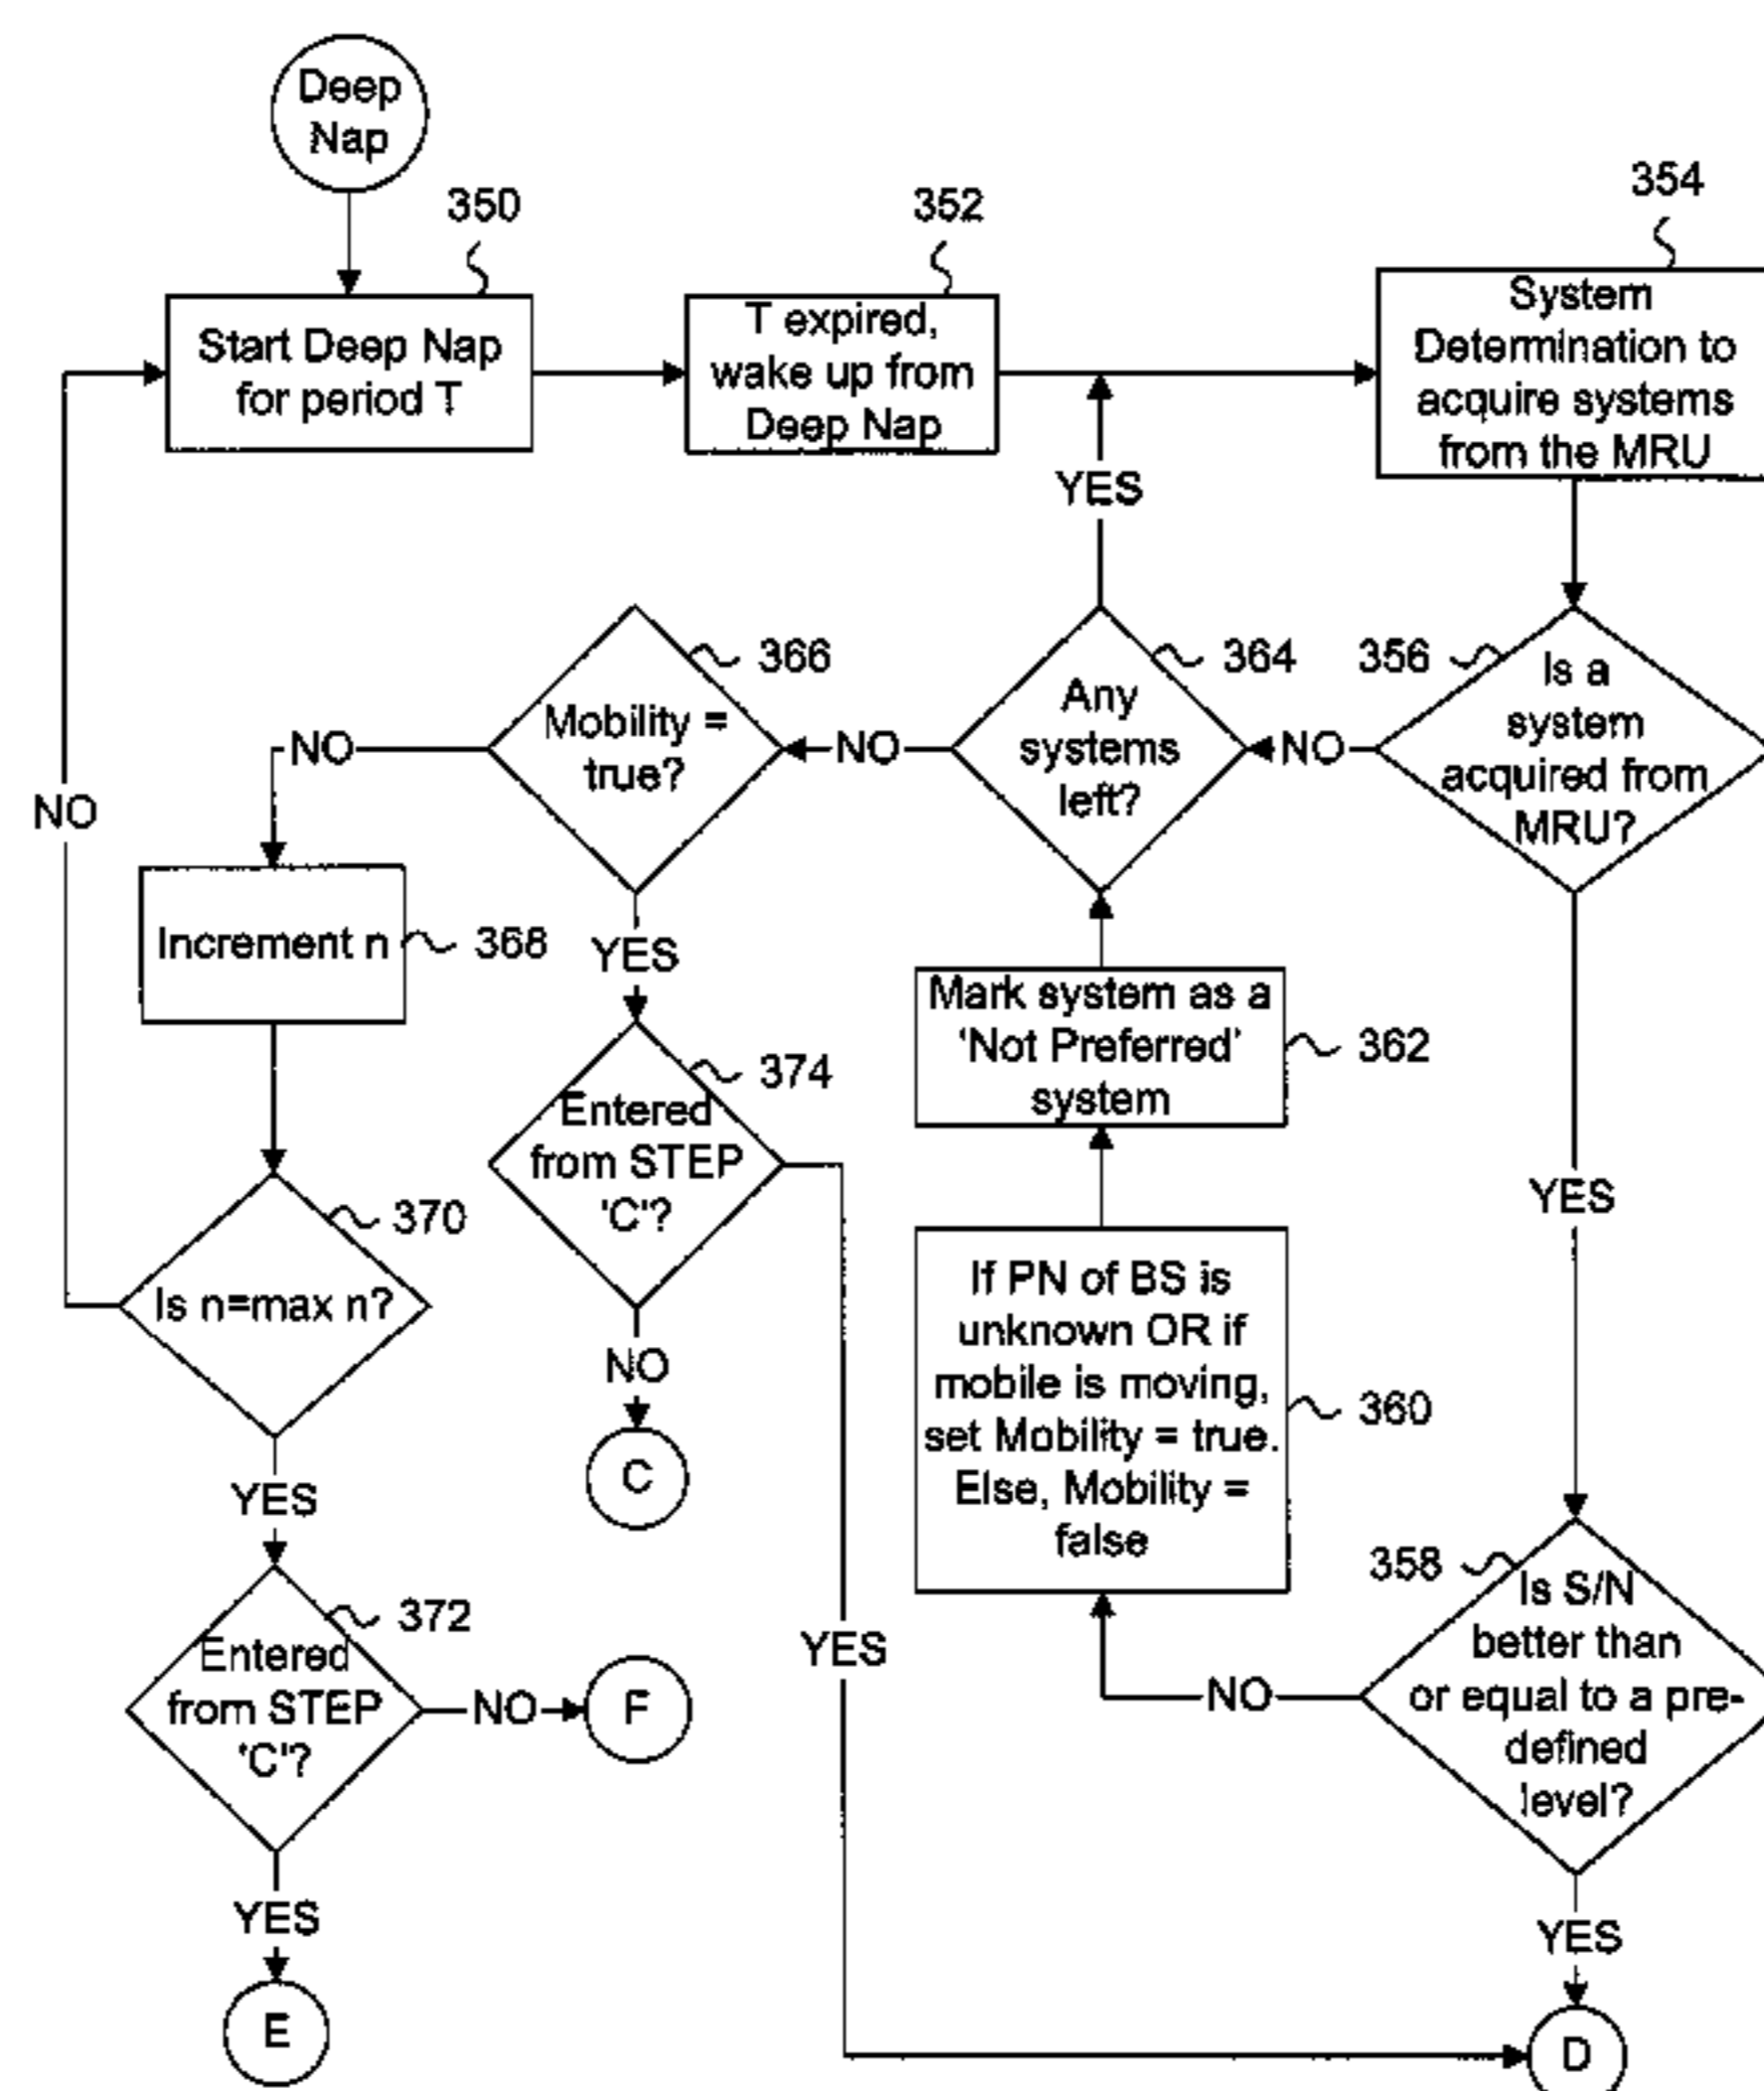 Deep
Nap
350
Start Deep Nap
for period T
352
T expired,
wake up from
Deep Nap
354
System
Determination to
acquire systems
from the MRU
YES
356
Is a
system
acquired from
MRU?
NO
364
Any
systems
left?
NO
366
Mobility =
true?
NO
NO
Increment n
368
YES
374
Entered
from STEP
'C'?
Mark system as a
'Not Preferred'
system
362
YES
370
Is n=max n?
NO
C
If PN of BS is
unknown OR if
mobile is moving,
set Mobility = true.
Else, Mobility =
false
360
YES
372
Entered
from STEP
'C'?
NO
F
YES
358
Is S/N
better than
or equal to a pre-
defined
level?
NO
YES
E
YES
D